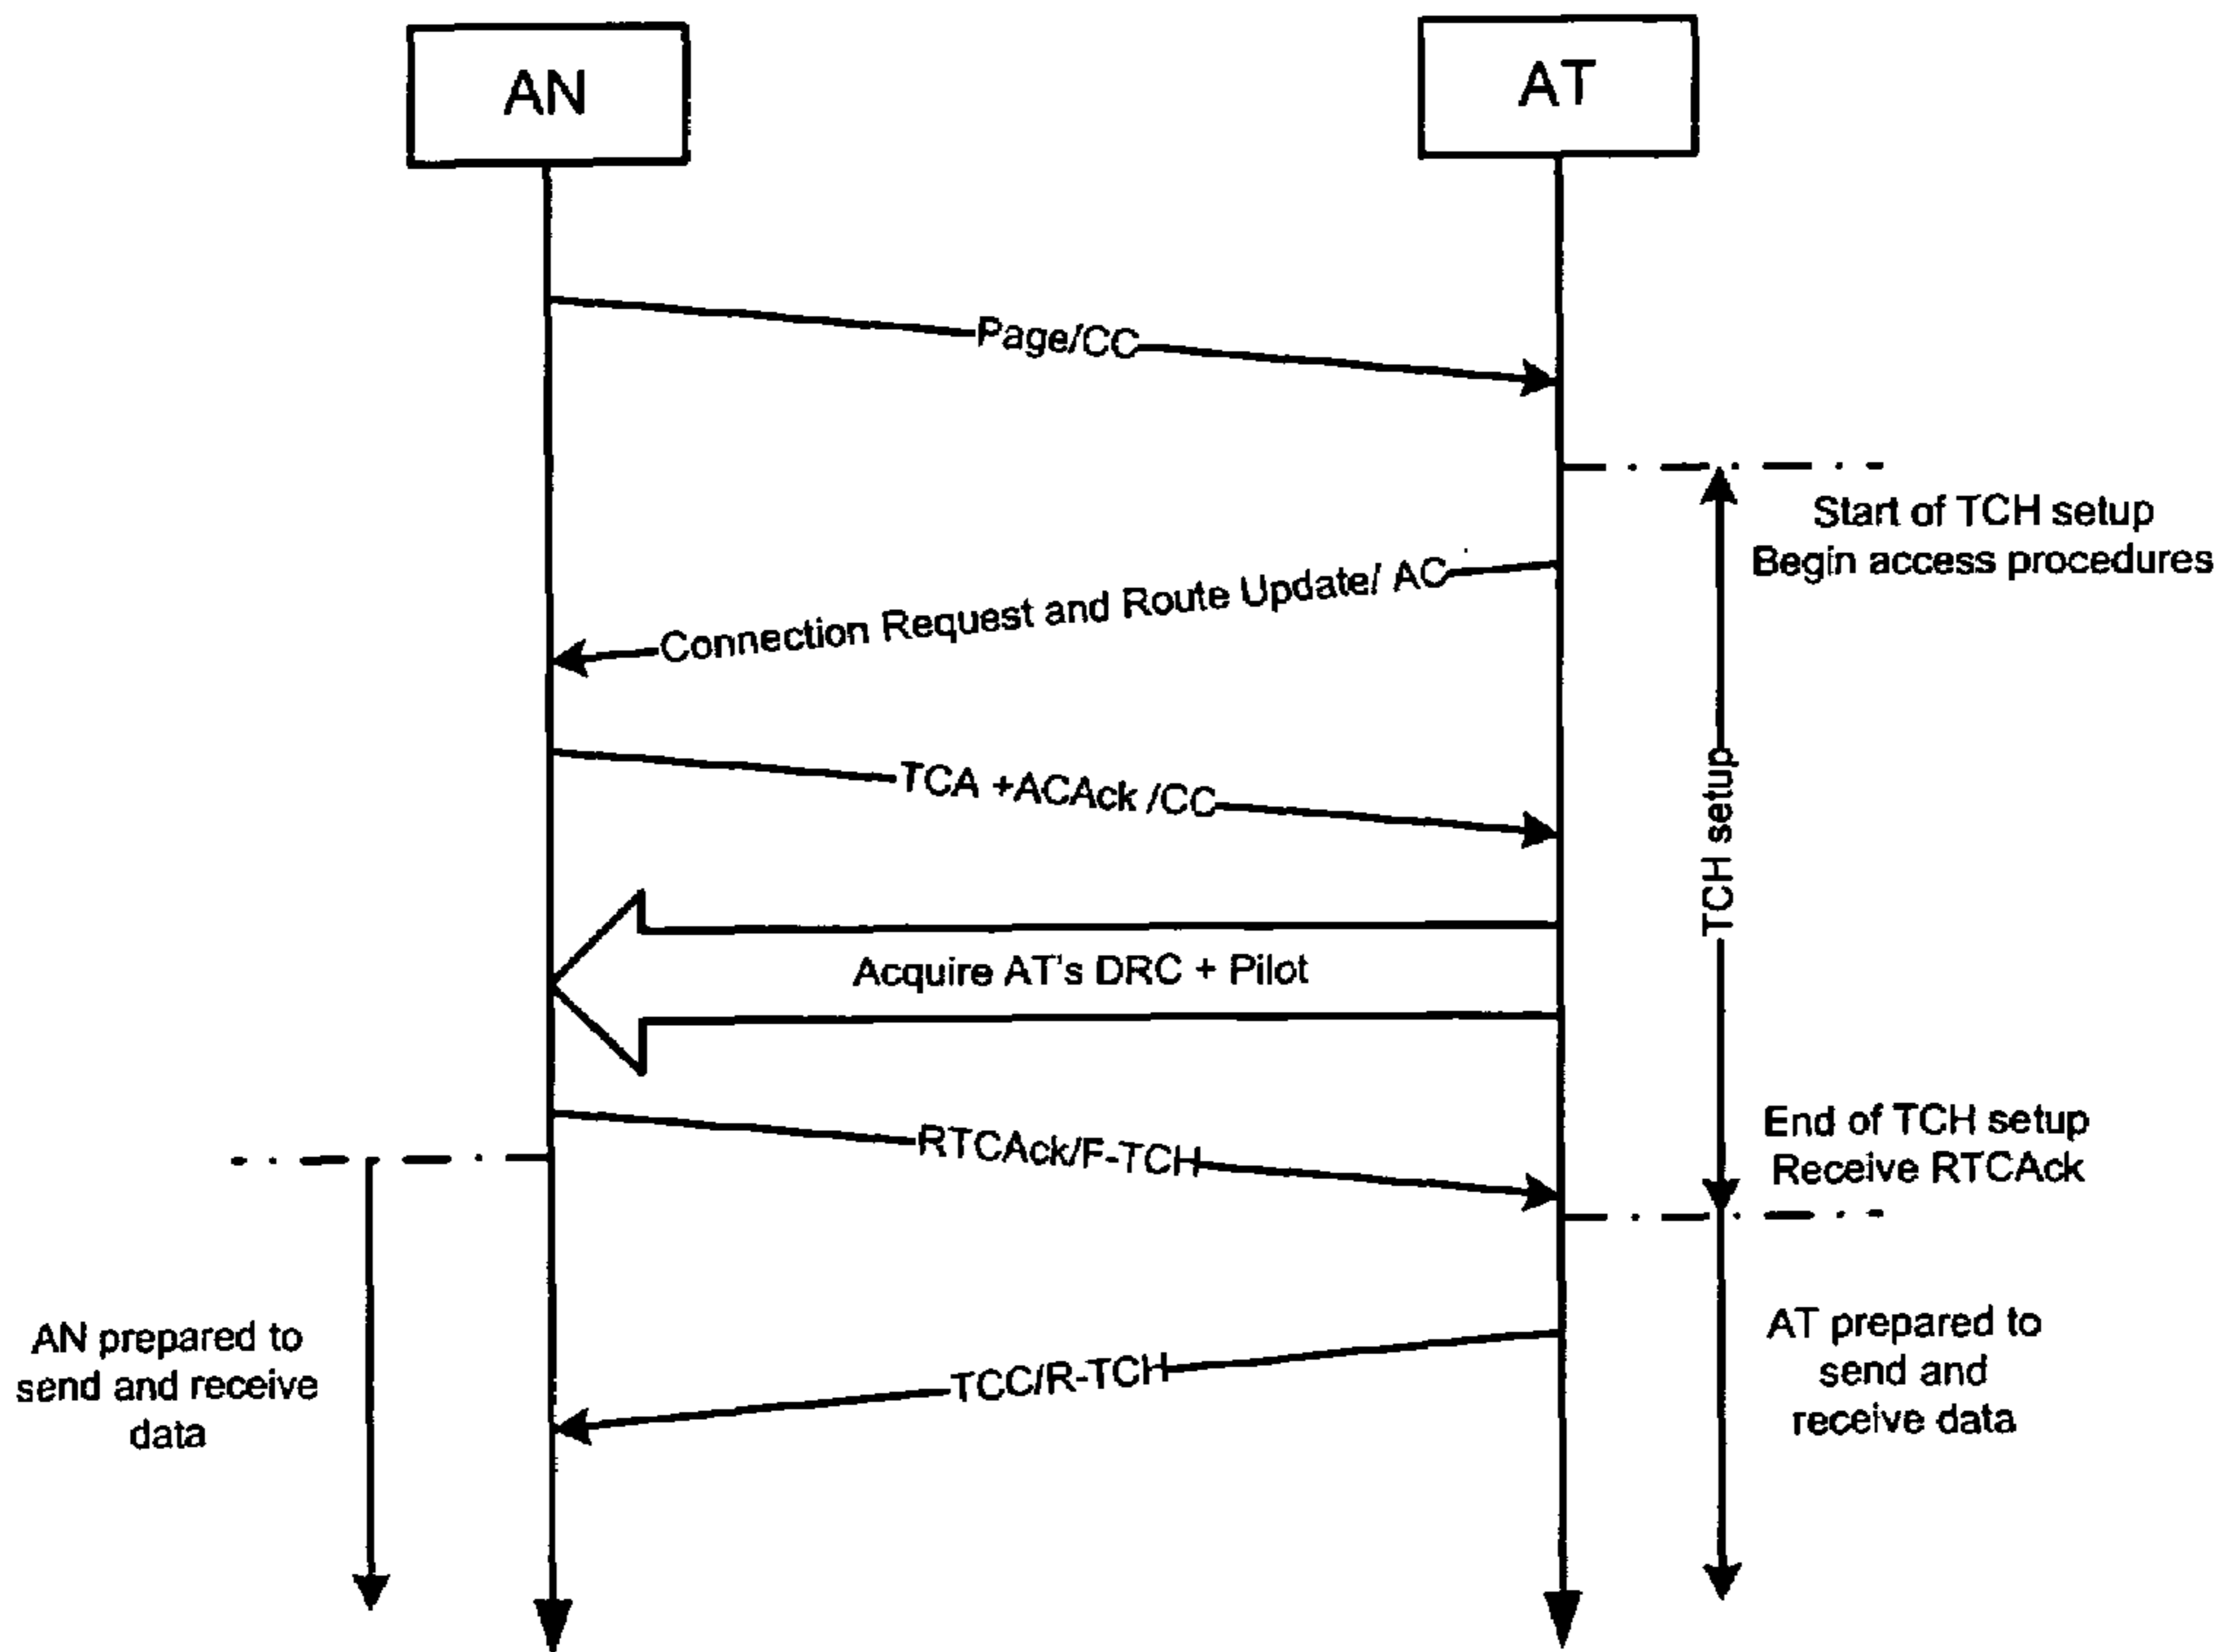 AN
AT
Page/CC
Start of TCH setup
Begin access procedures
Connection Request and Route Update/ AC
TCH setup
TCA +ACAck /CC
Acquire AT's DRC + Pilot
RTCAck/F-TCH
End of TCH setup
Receive RTCAck
AN prepared to
send and receive
data
AT prepared to
send and
receive data
TCC/R-TCH